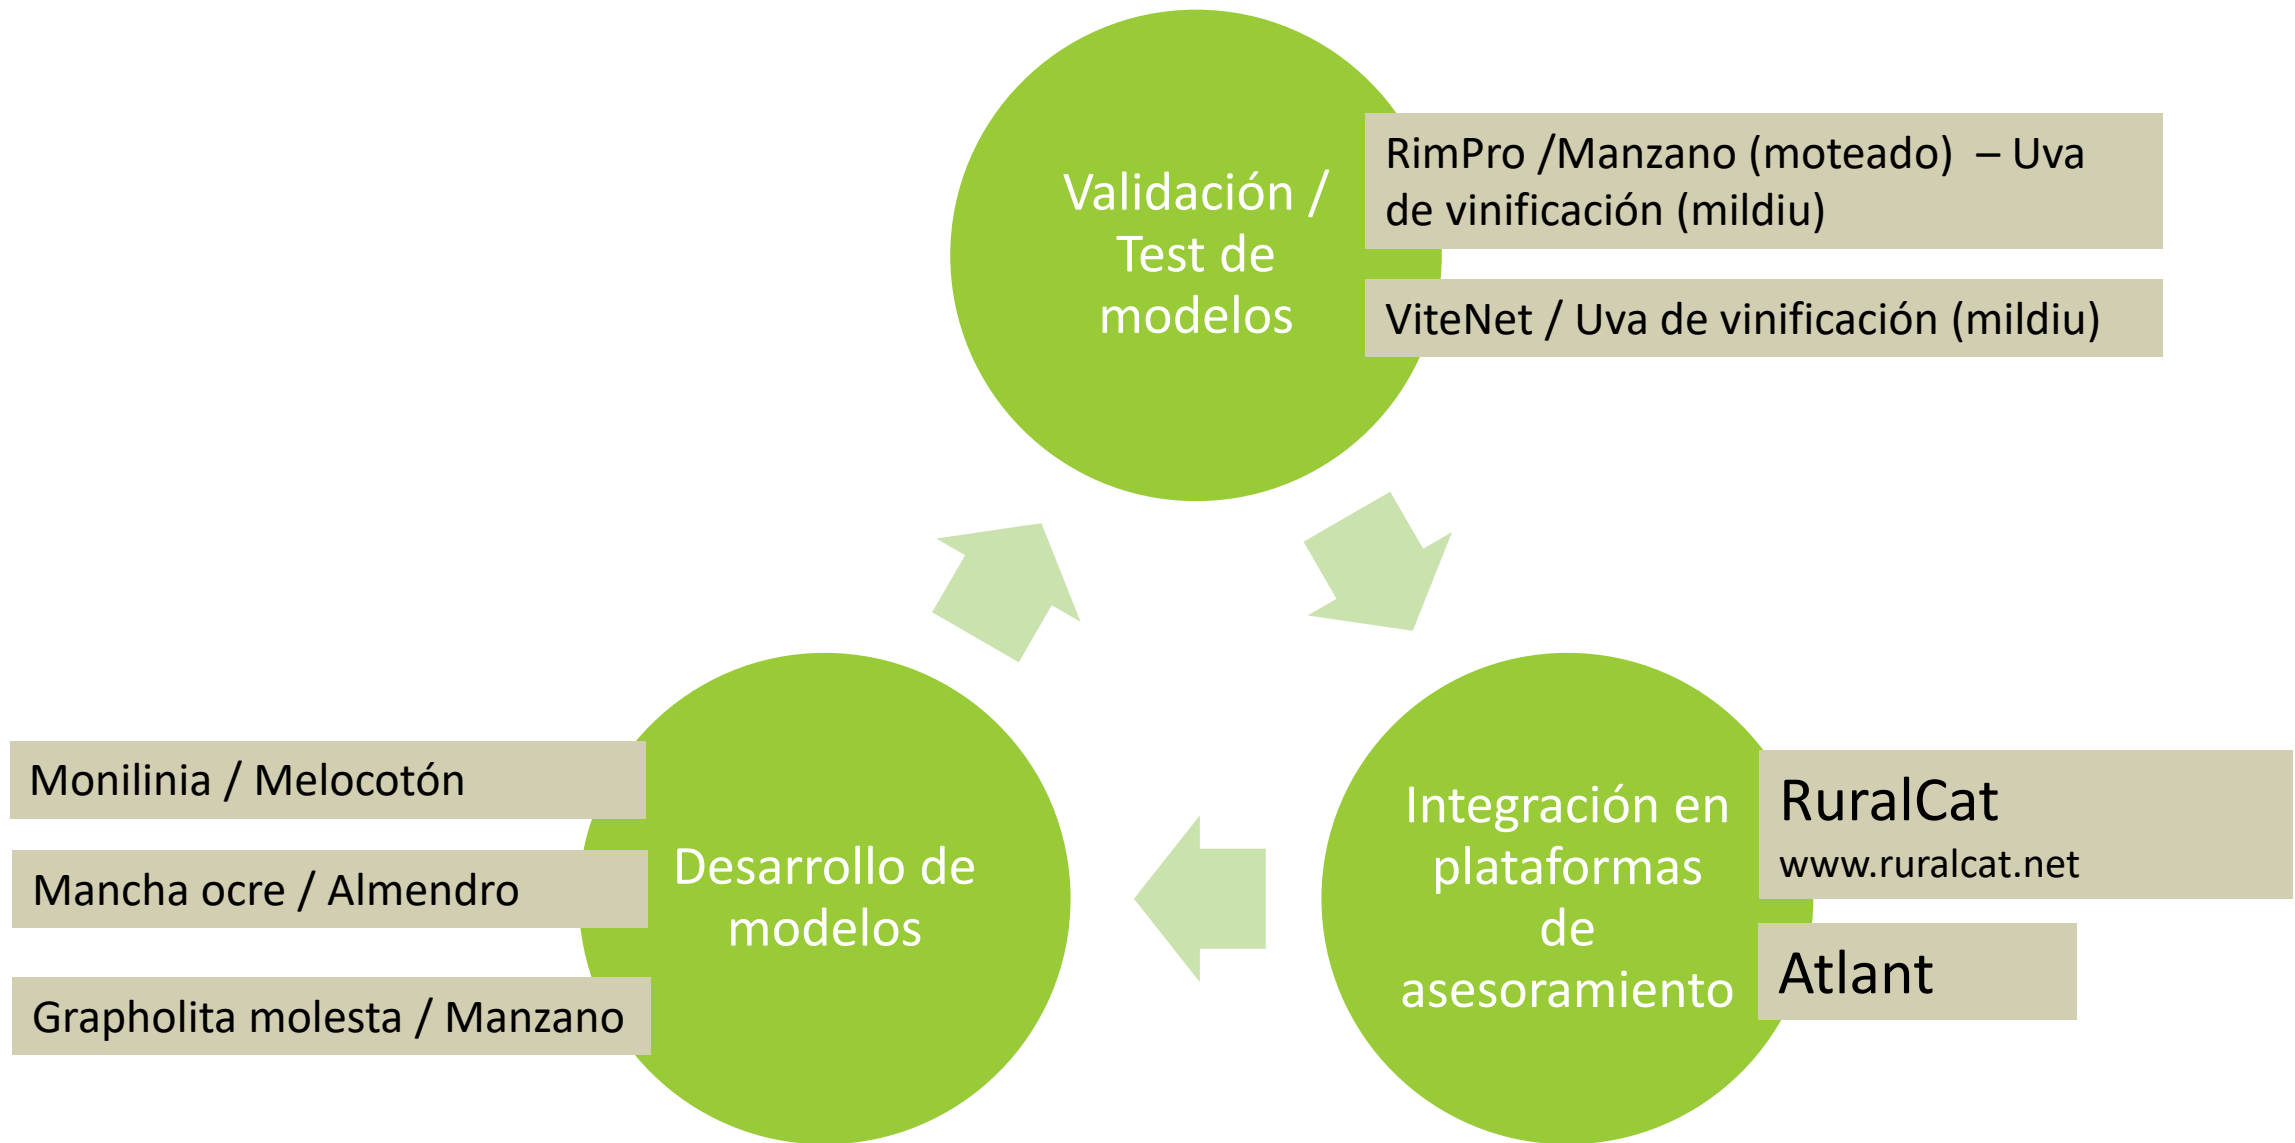 Validación /
Test de
modelos
RimPro /Manzano (moteado)  – Uva
de vinificación (mildiu)
ViteNet / Uva de vinificación (mildiu)
Integración en
plataformas
de
asesoramiento
RuralCat
www.ruralcat.net
Atlant
Desarrollo de
modelos
Monilinia / Melocotón
Mancha ocre / Almendro
Grapholita molesta / Manzano